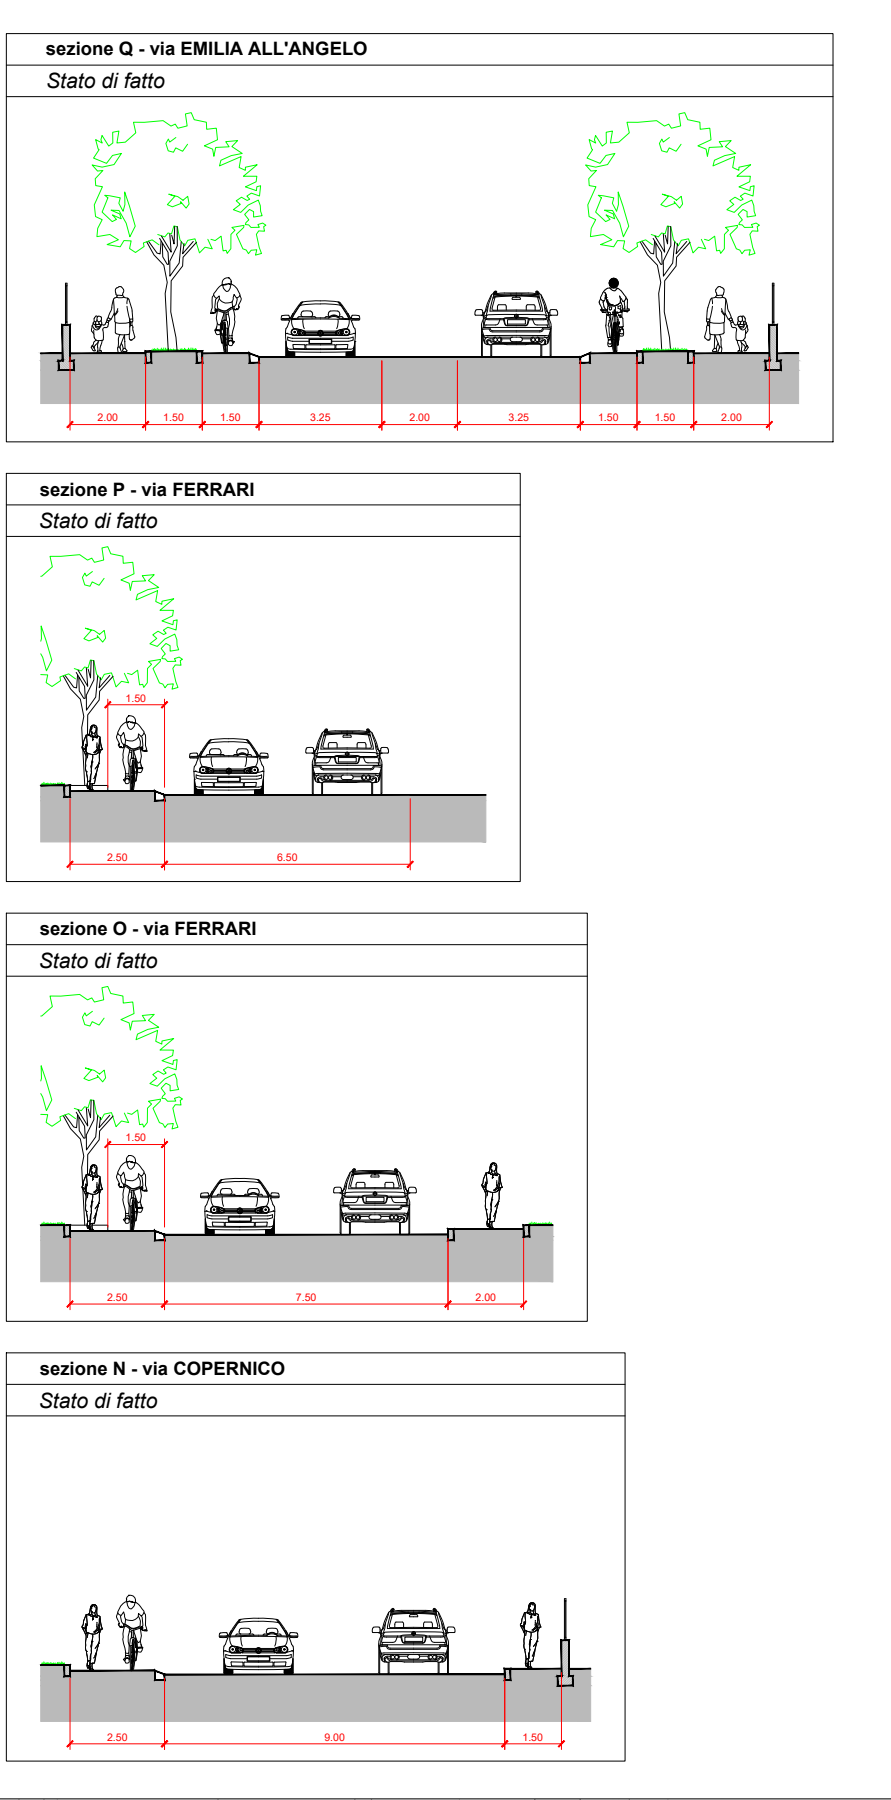 sezione Q - via EMILIA ALL'ANGELO
Stato di fatto
2.00 1.50 1.50 3.25 2.00 3.25 1.50 1.50 2.00
sezione P - via FERRARI
Stato di fatto
1.50
2.50 6.50
sezione O - via FERRARI
Stato di fatto
1.50
2.50 7.50 2.00
sezione N - via COPERNICO
Stato di fatto
2.50 9.00 1.50